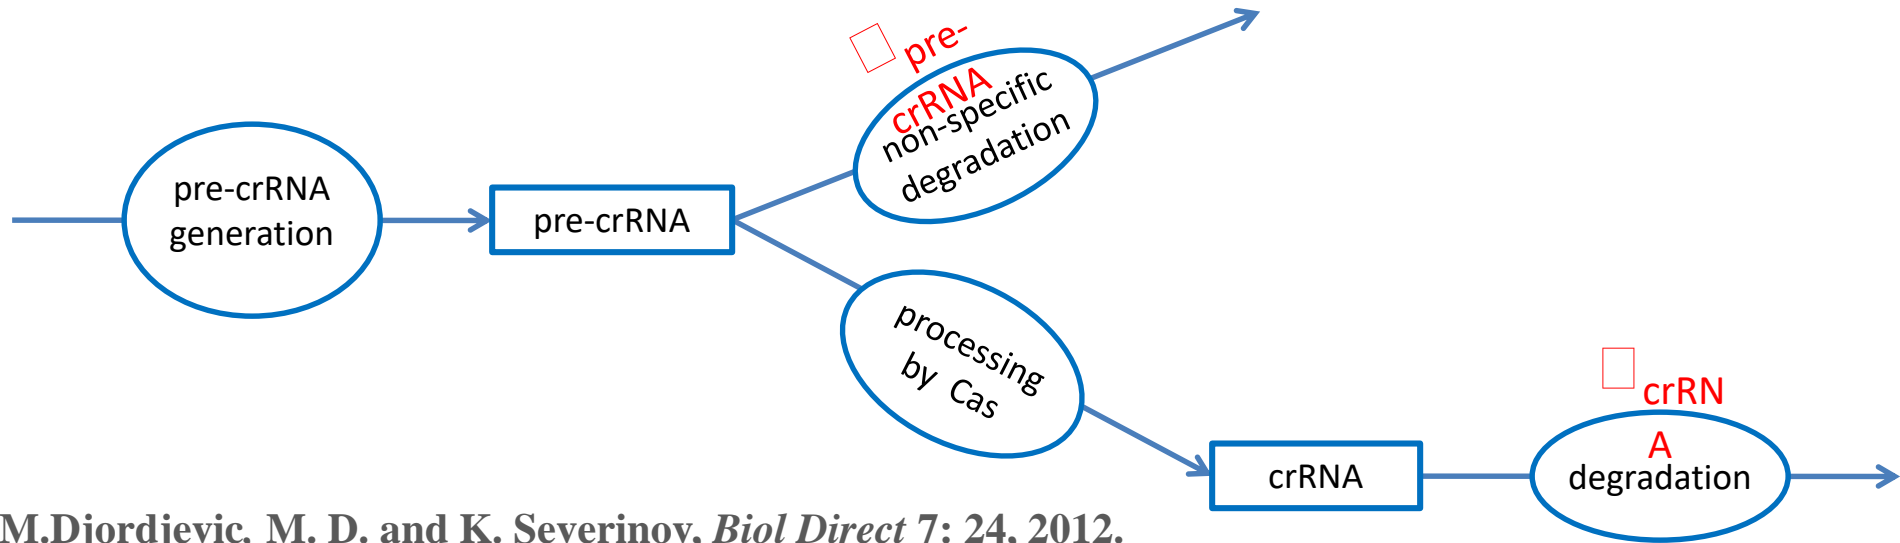 pre-
crRNA
non-specific
degradation
pre-crRNA
generation
pre-crRNA
processing
by Cas
crRN
A
degradation
crRNA
M.Djordjevic, M. D. and K. Severinov, Biol Direct 7: 24, 2012.